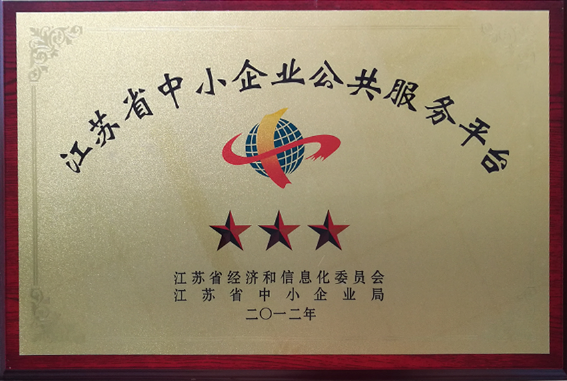 江苏省中小企业公共服务平台
江苏省经济和信息化委员会
江苏省中小企业局
二〇一二年